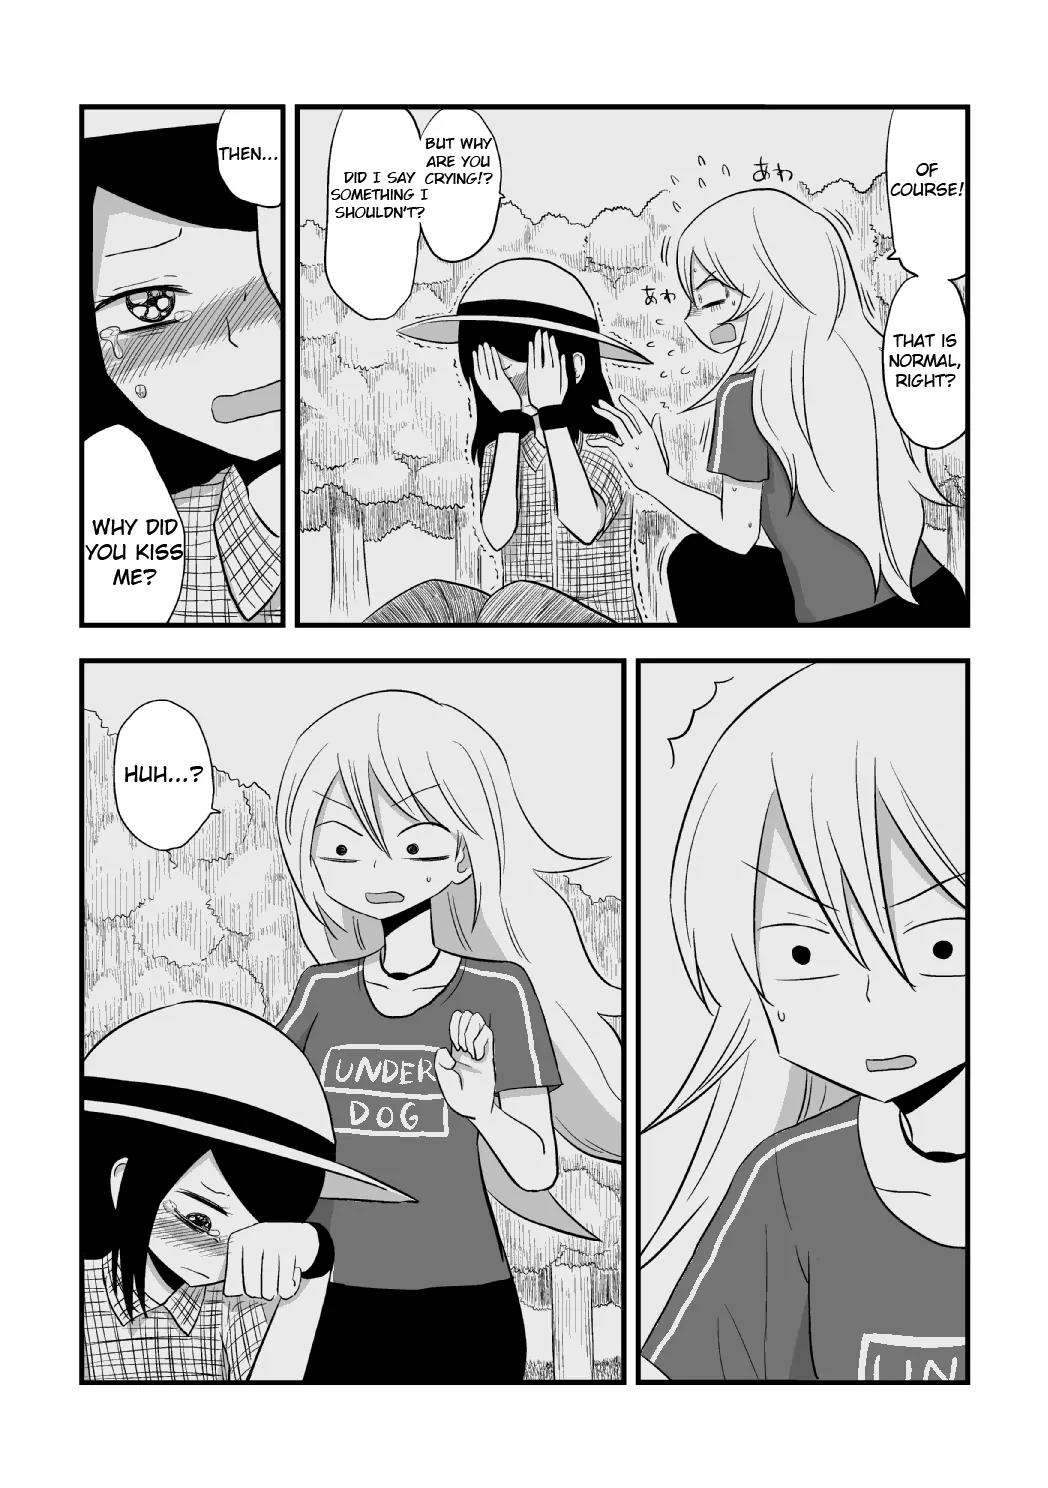 OF
COURSE!
THAT IS
NORMAL,
RIGHT?
あわ
あわ
BUT WHY
ARE YOU
CRYING!?
DID I SAY
SOMETHING I
SHOULDN'T?
THEN...
WHY DID
YOU KISS
ME?
UN
HUH...?
UNDER
DOG